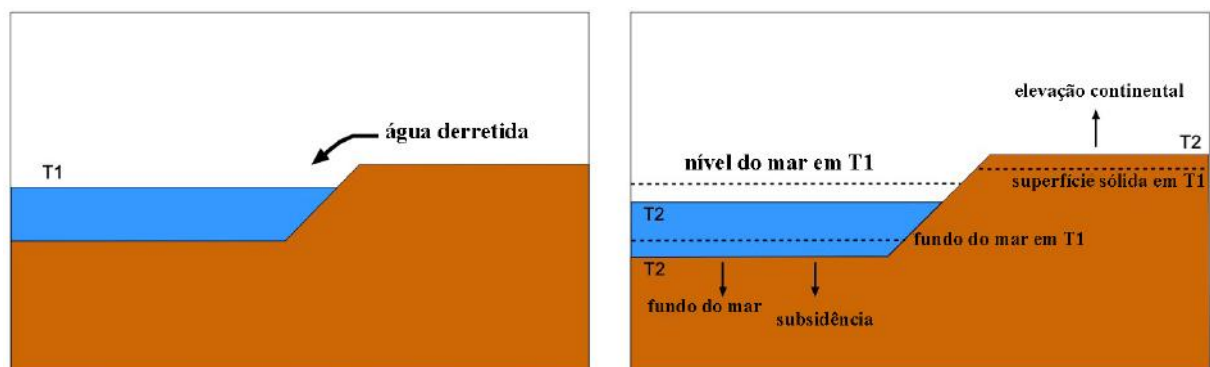 T1
água derretida
elevação continental
T2
nível do mar em T1
superfície sólida em T1
T2
fundo do mar em T1
T2
fundo do mar
subsidência